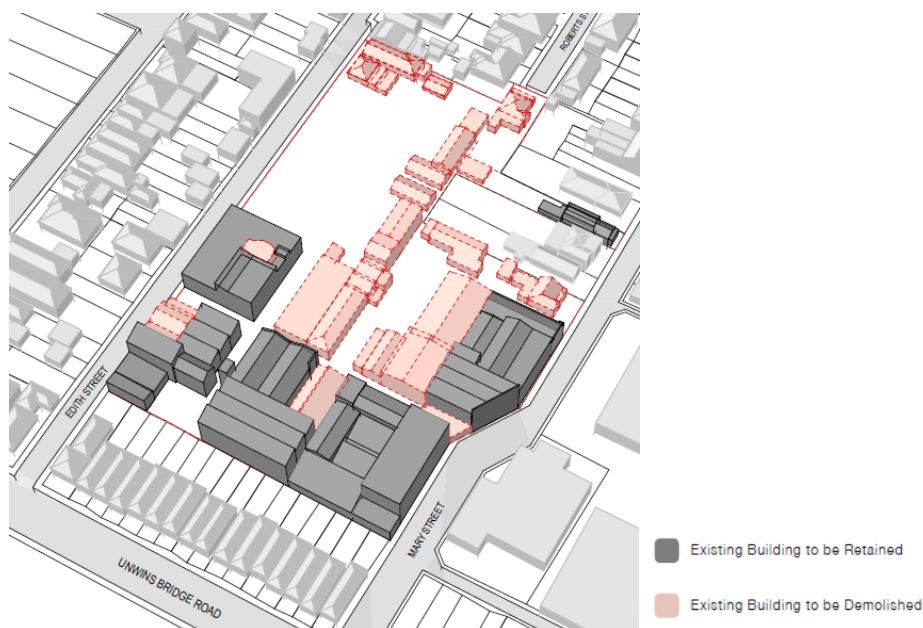 ROBERTS S
EDITH STREET
MARY STREET
UNWINS BRIDGE ROAD
Existing Building to be Retained
Existing Building to be Demolished